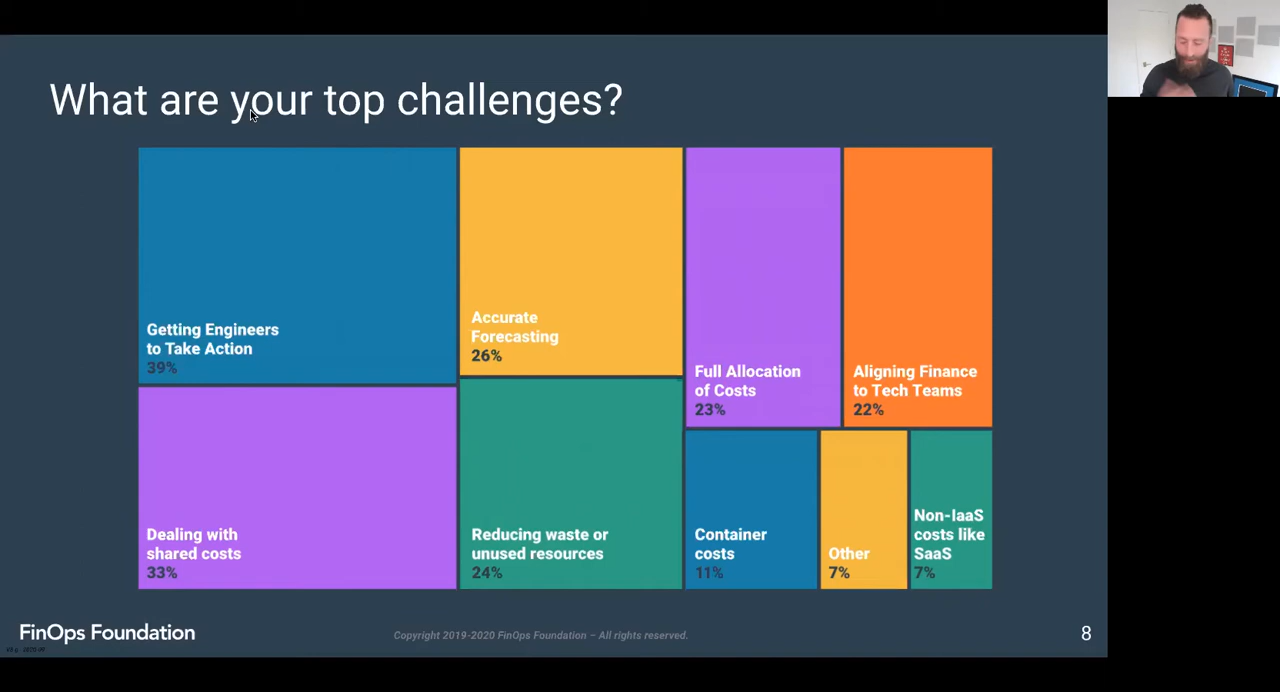 What are your top challenges?
Getting Engineers
to Take Action
39%
Accurate
Forecasting
26%
Full Allocation
of Costs
23%
Aligning Finance
to Tech Teams
22%
Dealing with
shared costs
33%
Reducing waste or
unused resources
24%
Container
costs
11%
Other
7%
Non-IaaS
costs like
SaaS
7%
FinOps Foundation
Copyright 2019-2020 FinOps Foundation – All rights reserved.
8